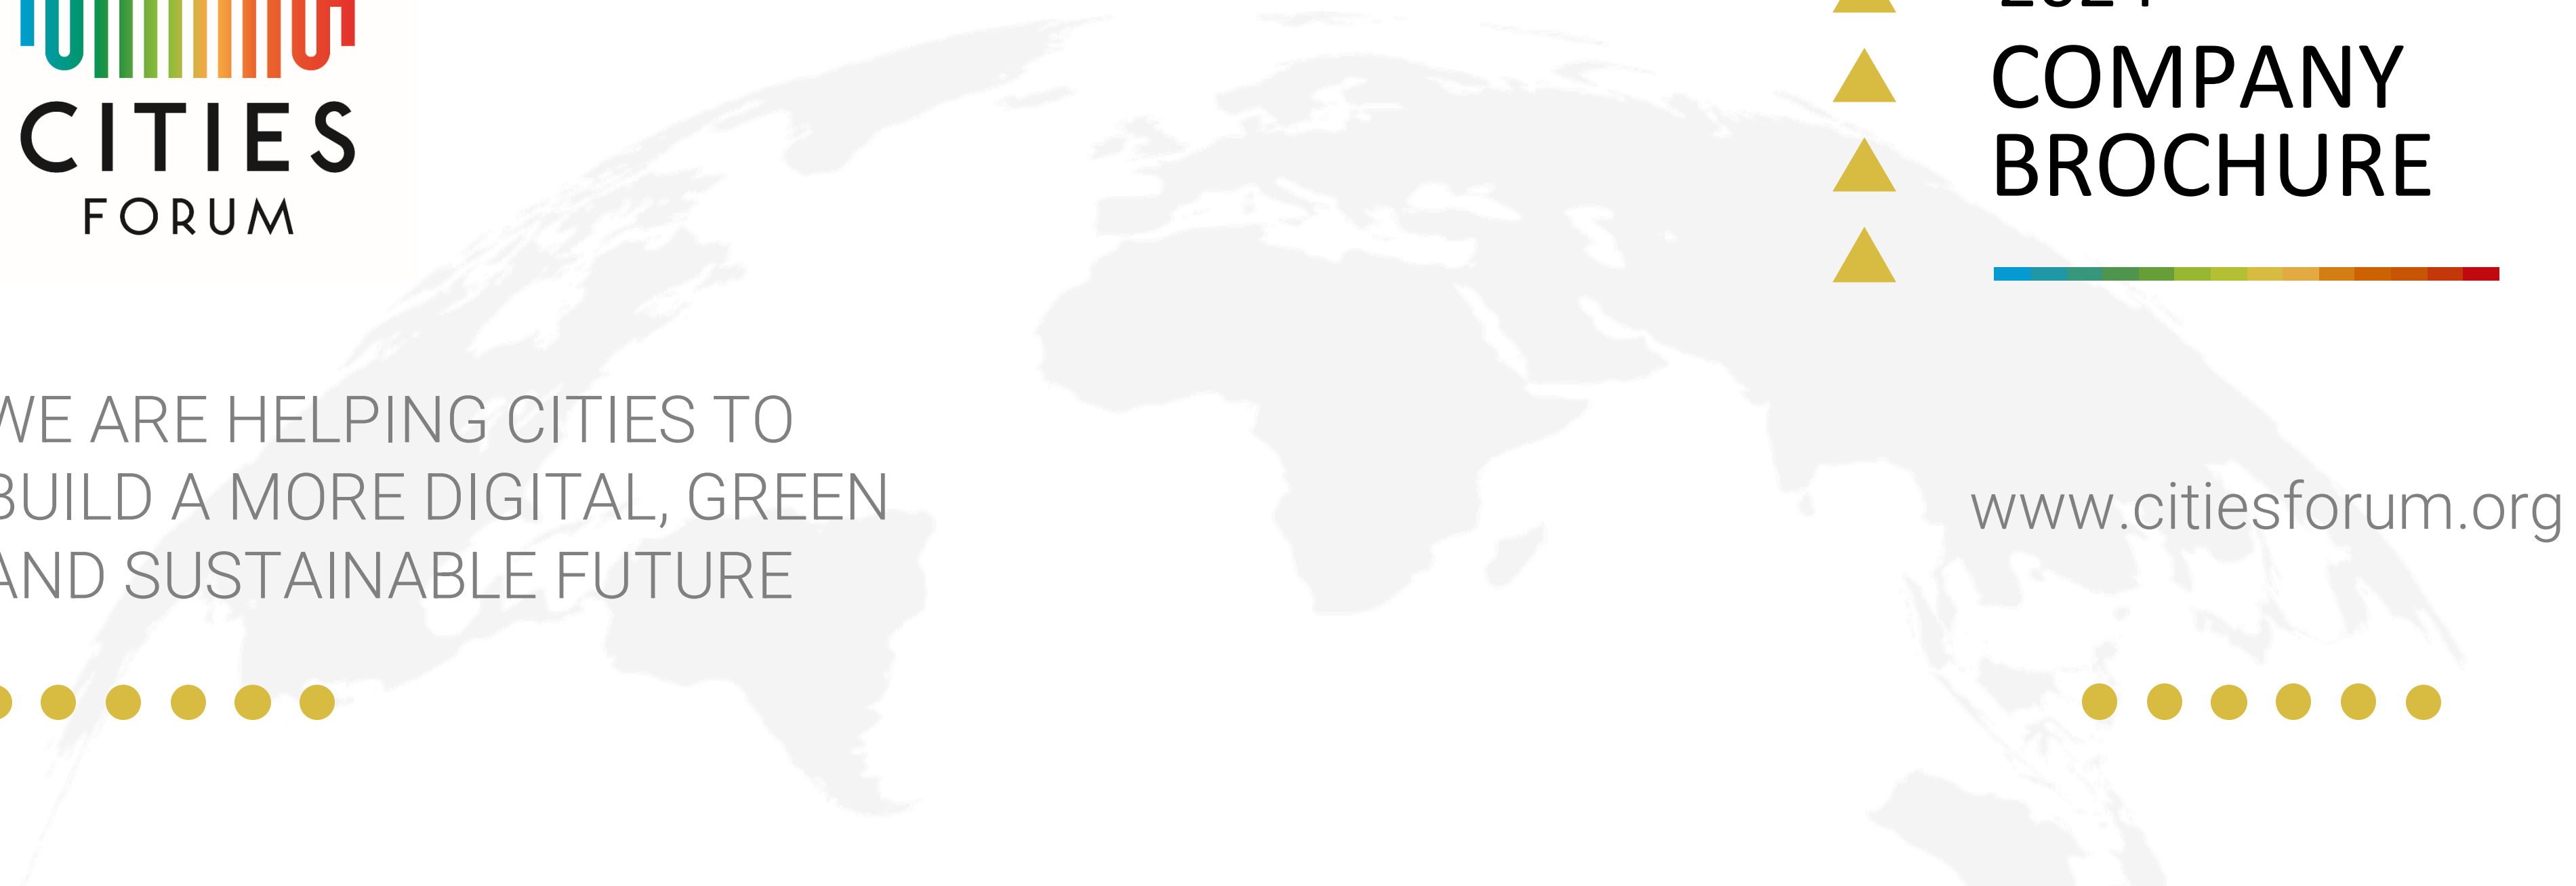 CITIES
FORUM
2024
COMPANY
BROCHURE
WE ARE HELPING CITIES TO
BUILD A MORE DIGITAL, GREEN
AND SUSTAINABLE FUTURE
www.citiesforum.org